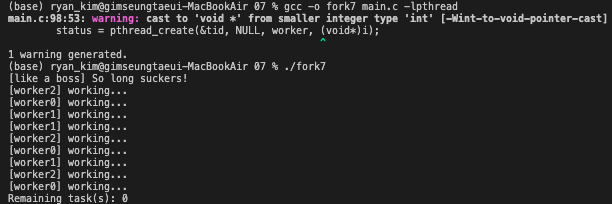 (base) ryan_kim@gimseungtaeui-MacBookAir 07 % gcc -o fork7 main.c -lpthread
main.c:98:53: warning: cast to 'void *' from smaller integer type 'int' [-Wint-to-void-pointer-cast]
        status = pthread_create(&tid, NULL, worker, (void*)i);
                                                    ^
1 warning generated.
(base) ryan_kim@gimseungtaeui-MacBookAir 07 % ./fork7
[like a boss] So long suckers!
[worker2] working...
[worker0] working...
[worker1] working...
[worker1] working...
[worker2] working...
[worker0] working...
[worker1] working...
[worker2] working...
[worker0] working...
Remaining task(s): 0